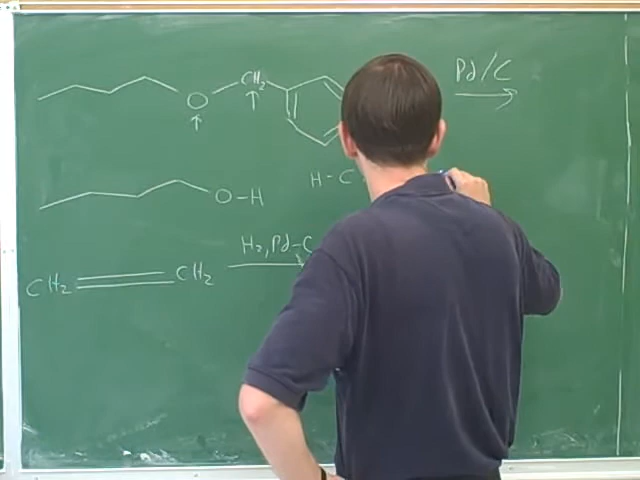 O CH₂ Pd/C
O-H H-C
CH₂ CH₂ H₂, Pd-C